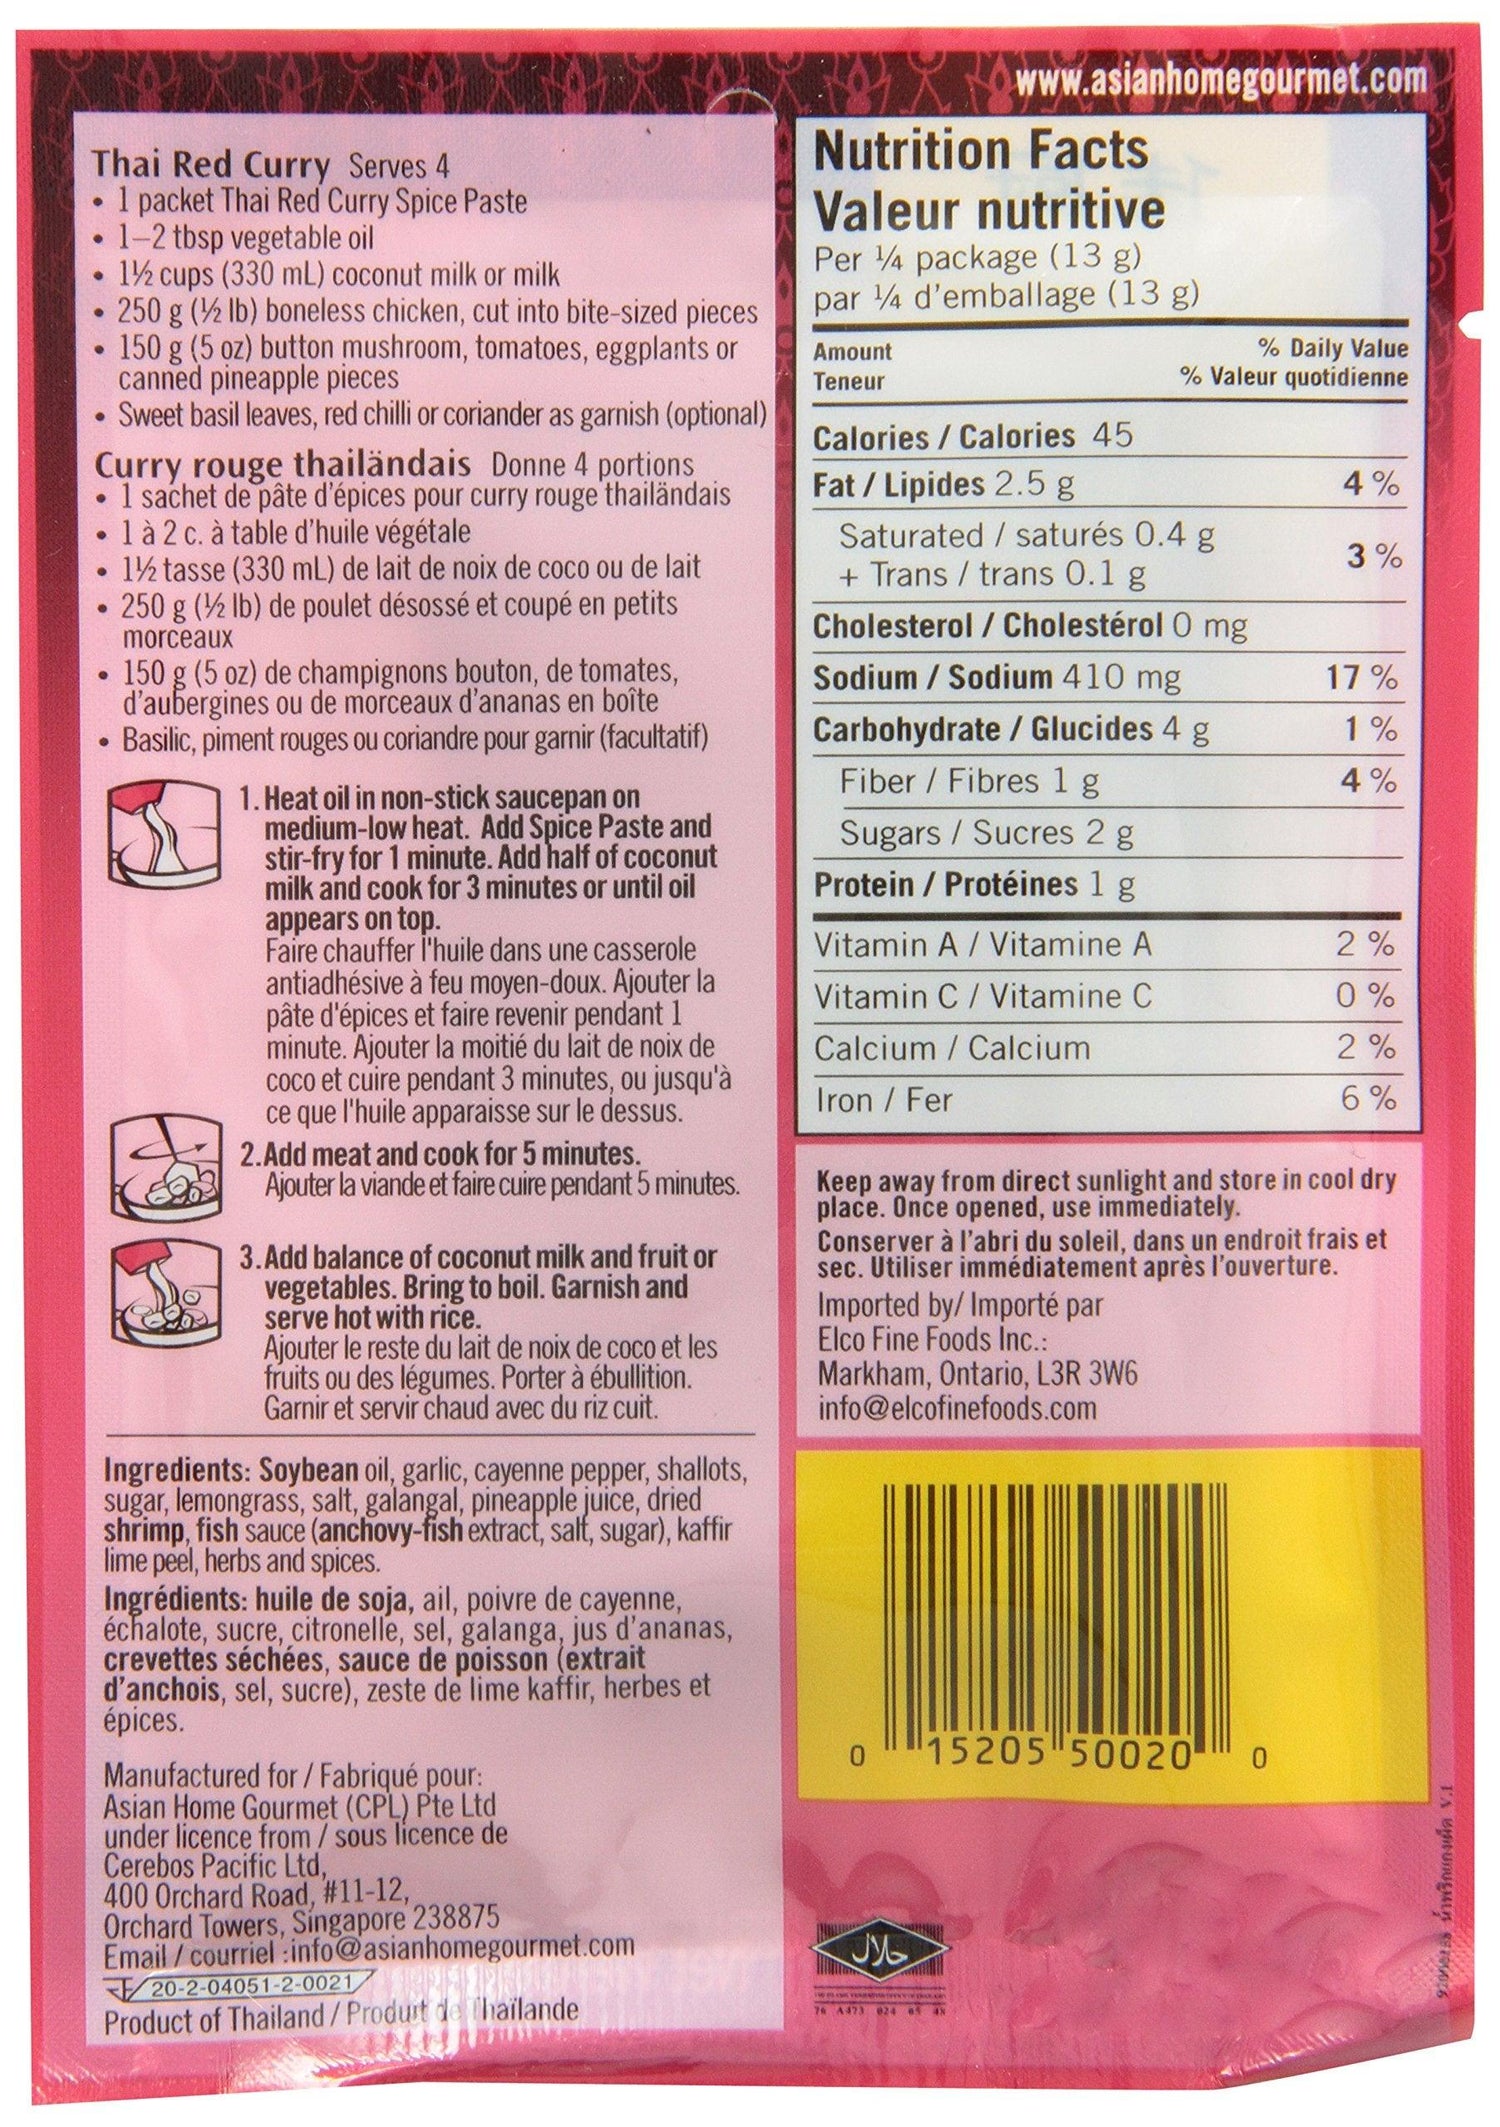 www.asianhomegourmet.com
Thai Red Curry Serves 4
• 1 packet Thai Red Curry Spice Paste
• 1–2 tbsp vegetable oil
• 1½ cups (330 mL) coconut milk or milk
• 250 g (½ lb) boneless chicken, cut into bite-sized pieces
• 150 g (5 oz) button mushroom, tomatoes, eggplants or
canned pineapple pieces
• Sweet basil leaves, red chilli or coriander as garnish (optional)
Curry rouge thailändais Donne 4 portions
• 1 sachet de pâte d'épices pour curry rouge thailändais
• 1 à 2 c. à table d'huile végétale
• 1½ tasse (330 mL) de lait de noix de coco ou de lait
• 250 g (½ lb) de poulet désossé et coupé en petits
morceaux
• 150 g (5 oz) de champignons bouton, de tomates,
d'aubergines ou de morceaux d'ananas en boîte
• Basilic, piment rouges ou coriandre pour garnir (facultatif)
1. Heat oil in non-stick saucepan on
medium-low heat. Add Spice Paste and
stir-fry for 1 minute. Add half of coconut
milk and cook for 3 minutes or until oil
appears on top.
Faire chauffer l'huile dans une casserole
antiadhésive à feu moyen-doux. Ajouter la
pâte d'épices et faire revenir pendant 1
minute. Ajouter la moitié du lait de noix de
coco et cuire pendant 3 minutes, ou jusqu'à
ce que l'huile apparaisse sur le dessus.
2.Add meat and cook for 5 minutes.
Ajouter la viande et faire cuire pendant 5 minutes.
3.Add balance of coconut milk and fruit or
vegetables. Bring to boil. Garnish and
serve hot with rice.
Ajouter le reste du lait de noix de coco et les
fruits ou des légumes. Porter à ébullition.
Garnir et servir chaud avec du riz cuit.
Ingredients: Soybean oil, garlic, cayenne pepper, shallots,
sugar, lemongrass, salt, galangal, pineapple juice, dried
shrimp, fish sauce (anchovy-fish extract, salt, sugar), kaffir
lime peel, herbs and spices.
Ingrédients: huile de soja, ail, poivre de cayenne,
échalote, sucre, citronelle, sel, galanga, jus d'ananas,
crevettes séchées, sauce de poisson (extrait
d'anchois, sel, sucre), zeste de lime kaffir, herbes et
épices.
Manufactured for / Fabriqué pour:
Asian Home Gourmet (CPL) Pte Ltd
under licence from / sous licence de
Cerebos Pacific Ltd,
400 Orchard Road, #11-12,
Orchard Towers, Singapore 238875
Email / courriel :info@asianhomegourmet.com
20-2-04051-2-0021
Product of Thailand / Produit de Thaïlande
Nutrition Facts
Valeur nutritive
Per ¼ package (13 g)
par ¼ d'emballage (13 g)
Amount % Daily Value
Teneur % Valeur quotidienne
Calories / Calories 45
Fat / Lipides 2.5 g 4 %
Saturated / saturés 0.4 g
+ Trans / trans 0.1 g 3 %
Cholesterol / Cholestérol 0 mg
Sodium / Sodium 410 mg 17 %
Carbohydrate / Glucides 4 g 1 %
Fiber / Fibres 1 g 4 %
Sugars / Sucres 2 g
Protein / Protéines 1 g
Vitamin A / Vitamine A 2 %
Vitamin C / Vitamine C 0 %
Calcium / Calcium 2 %
Iron / Fer 6 %
Keep away from direct sunlight and store in cool dry
place. Once opened, use immediately.
Conserver à l'abri du soleil, dans un endroit frais et
sec. Utiliser immédiatement après l'ouverture.
Imported by/ Importé par
Elco Fine Foods Inc.:
Markham, Ontario, L3R 3W6
info@elcofinefoods.com
0 15205 50020 0
حلال
76 A473 024 65 48